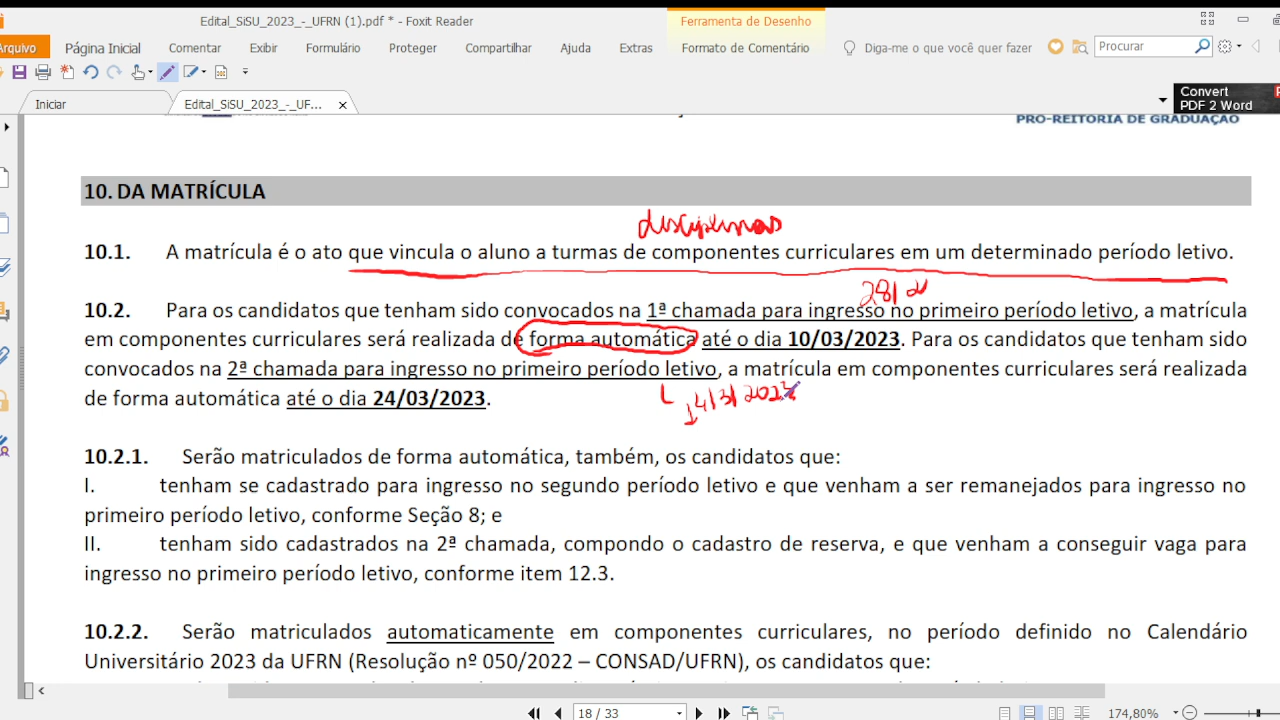 Edital_SiSU_2023_-_UFRN (1).pdf * - Foxit Reader
Ferramenta de Desenho
Arquivo
Página Inicial
Comentar
Exibir
Formulário
Proteger
Compartilhar
Ajuda
Extras
Formato de Comentário
Diga-me o que você quer fazer
Procurar
Iniciar
Edital_SiSU_2023_-_UF...
Convert
PDF 2 Word
PRO-REITORIA DE GRADUAÇAO
10. DA MATRÍCULA
disciplinas
10.1. A matrícula é o ato que vincula o aluno a turmas de componentes curriculares em um determinado período letivo.
10.2. Para os candidatos que tenham sido convocados na 1ª chamada para ingresso no primeiro período letivo, a matrícula
em componentes curriculares será realizada de forma automática até o dia 10/03/2023. Para os candidatos que tenham sido
convocados na 2ª chamada para ingresso no primeiro período letivo, a matrícula em componentes curriculares será realizada
de forma automática até o dia 24/03/2023.
14/3/2023
10.2.1. Serão matriculados de forma automática, também, os candidatos que:
I. tenham se cadastrado para ingresso no segundo período letivo e que venham a ser remanejados para ingresso no
primeiro período letivo, conforme Seção 8; e
II. tenham sido cadastrados na 2ª chamada, compondo o cadastro de reserva, e que venham a conseguir vaga para
ingresso no primeiro período letivo, conforme item 12.3.
10.2.2. Serão matriculados automaticamente em componentes curriculares, no período definido no Calendário
Universitário 2023 da UFRN (Resolução nº 050/2022 – CONSAD/UFRN), os candidatos que:
18 / 33
174,80%